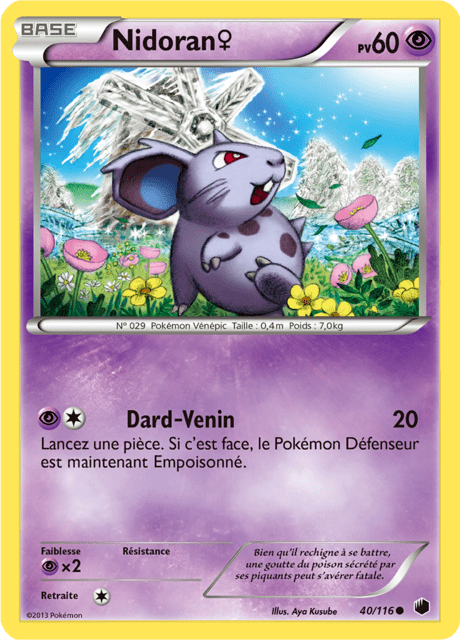 BASE
Nidoran♀
PV60
Nº 029 Pokémon Vénépic Taille : 0,4m Poids : 7,0kg
Dard-Venin 20
Lancez une pièce. Si c'est face, le Pokémon Défenseur
est maintenant Empoisonné.
Faiblesse
×2
Résistance
Retraite
Bien qu'il rechigne à se battre,
une goutte du poison sécrété par
ses piquants peut s'avérer fatale.
©2013 Pokémon
Illus. Aya Kusube
40/116